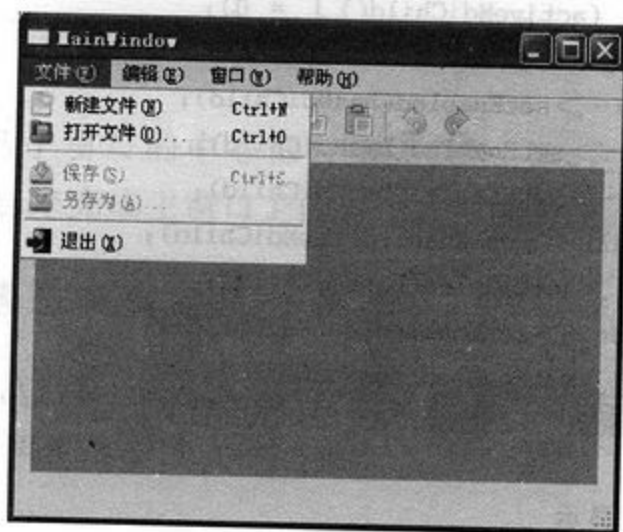 MainWindow
文件(F) 编辑(E) 窗口(W) 帮助(H)
新建文件(N) Ctrl+N
打开文件(O)... Ctrl+O
保存(S) Ctrl+S
另存为(A)...
退出(X)